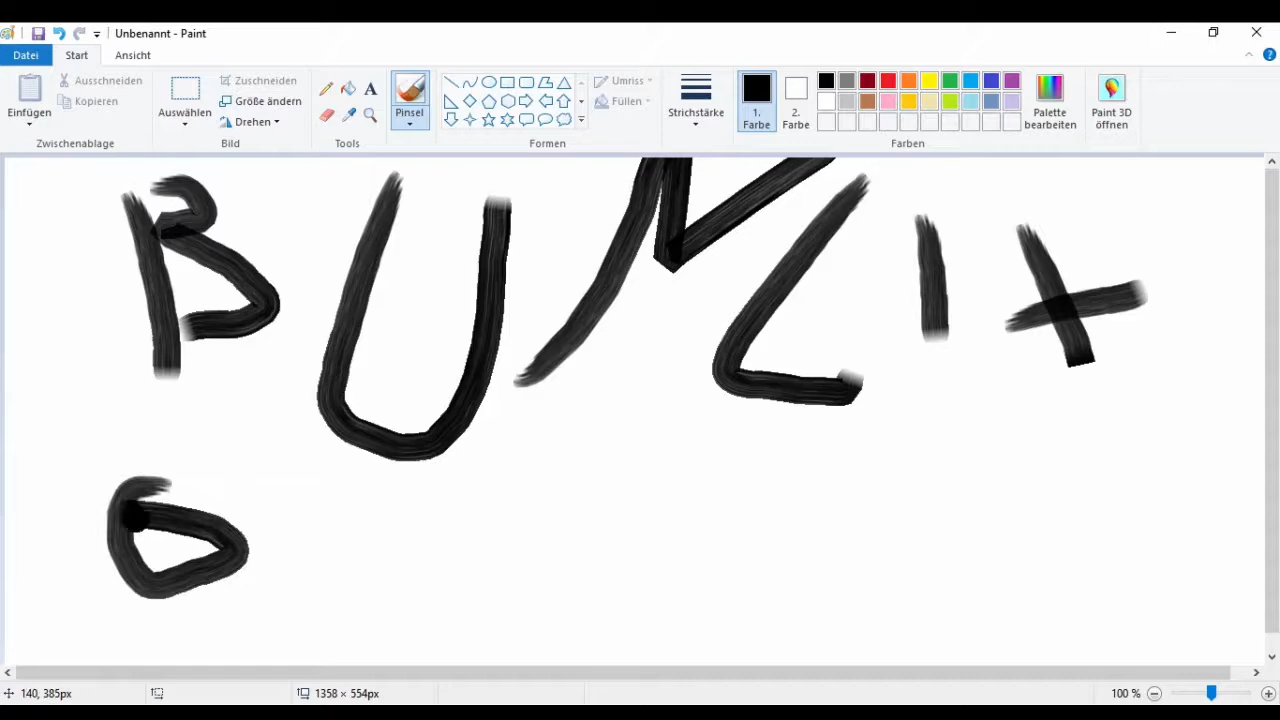 Unbenannt - Paint
Datei Start Ansicht
Einfügen
Ausschneiden
Kopieren
Zwischenablage
Auswählen
Zuschneiden
Größe ändern
Drehen
Bild
A
Tools
Pinsel
Umriss
Füllen
Formen
Strichstärke
1. Farbe
2. Farbe
Palette bearbeiten
Paint 3D öffnen
Farben
140, 385px
1358 × 554px
100 %